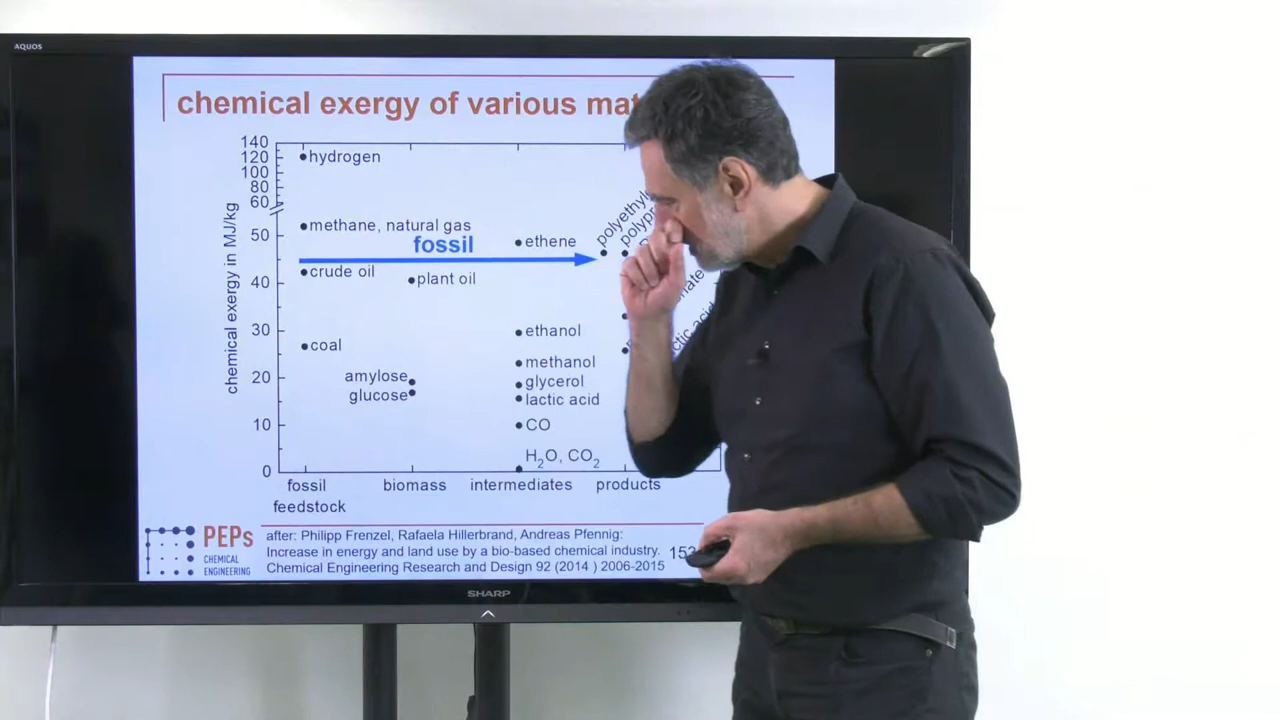 AQUOS
chemical exergy of various
140
120
100
80
60
50
40
30
20
10
0
chemical exergy in MJ/kg
hydrogen
methane, natural gas
fossil
ethene
crude oil
plant oil
ethanol
coal
methanol
amylose
glycerol
glucose
lactic acid
CO
H2O, CO2
fossil
feedstock
biomass
intermediates
products
PEPs
CHEMICAL
ENGINEERING
after: Philipp Frenzel, Rafaela Hillerbrand, Andreas Pfennig:
Increase in energy and land use by a bio-based chemical industry.
Chemical Engineering Research and Design 92 (2014 ) 2006-2015
153
SHARP